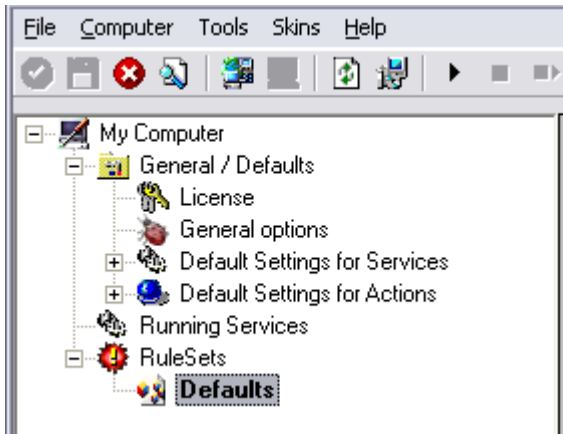 File Computer Tools Skins Help
My Computer
General / Defaults
License
General options
Default Settings for Services
Default Settings for Actions
Running Services
RuleSets
Defaults